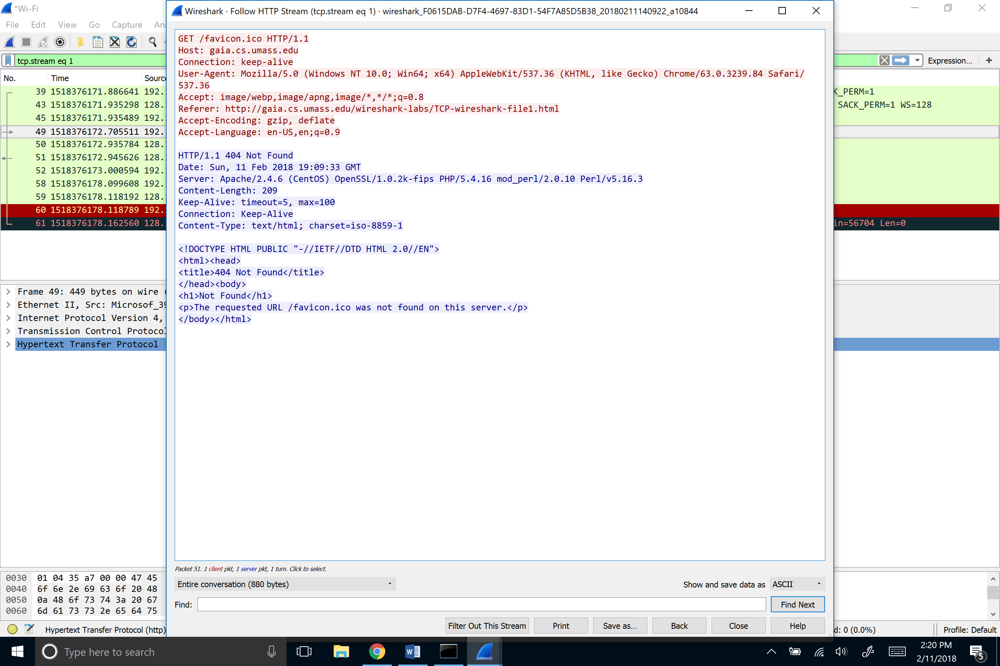 *Wi-Fi
File Edit View Go Capture
tcp.stream eq 1
Expression... +
No. Time Source
39 1518376171.886641 192.
43 1518376171.935298 128.
45 1518376171.935489 192.
49 1518376172.705511 192.
50 1518376172.935784 128.
51 1518376172.945626 128.
52 1518376173.000594 192.
58 1518376178.099608 192.
59 1518376178.118192 128.
60 1518376178.118789 192.
61 1518376178.162560 128.
K_PERM=1
SACK_PERM=1 WS=128
in=56704 Len=0
Frame 49: 449 bytes on wire
Ethernet II, Src: Microsof_39
Internet Protocol Version 4,
Transmission Control Protocol
Hypertext Transfer Protocol
0030 01 04 35 a7 00 00 47 45
0040 6f 6e 2e 69 63 6f 20 48
0050 0a 48 6f 73 74 3a 20 67
0060 6d 61 73 73 2e 65 64 75
Hypertext Transfer Protocol (http)
d: 0 (0.0%)
Profile: Default
Wireshark · Follow HTTP Stream (tcp.stream eq 1) · wireshark_F0615DAB-D7F4-4697-83D1-54F7A85D5B38_20180211140922_a10844
GET /favicon.ico HTTP/1.1
Host: gaia.cs.umass.edu
Connection: keep-alive
User-Agent: Mozilla/5.0 (Windows NT 10.0; Win64; x64) AppleWebKit/537.36 (KHTML, like Gecko) Chrome/63.0.3239.84 Safari/
537.36
Accept: image/webp,image/apng,image/*,*/*;q=0.8
Referer: http://gaia.cs.umass.edu/wireshark-labs/TCP-wireshark-file1.html
Accept-Encoding: gzip, deflate
Accept-Language: en-US,en;q=0.9
HTTP/1.1 404 Not Found
Date: Sun, 11 Feb 2018 19:09:33 GMT
Server: Apache/2.4.6 (CentOS) OpenSSL/1.0.2k-fips PHP/5.4.16 mod_perl/2.0.10 Perl/v5.16.3
Content-Length: 209
Keep-Alive: timeout=5, max=100
Connection: Keep-Alive
Content-Type: text/html; charset=iso-8859-1
<!DOCTYPE HTML PUBLIC "-//IETF//DTD HTML 2.0//EN">
<html><head>
<title>404 Not Found</title>
</head><body>
<h1>Not Found</h1>
<p>The requested URL /favicon.ico was not found on this server.</p>
</body></html>
Packet 51. 1 client pkt, 1 server pkt, 1 turn. Click to select.
Entire conversation (880 bytes)
Show and save data as ASCII
Find:
Find Next
Filter Out This Stream Print Save as... Back Close Help
Type here to search
2:20 PM
2/11/2018
5